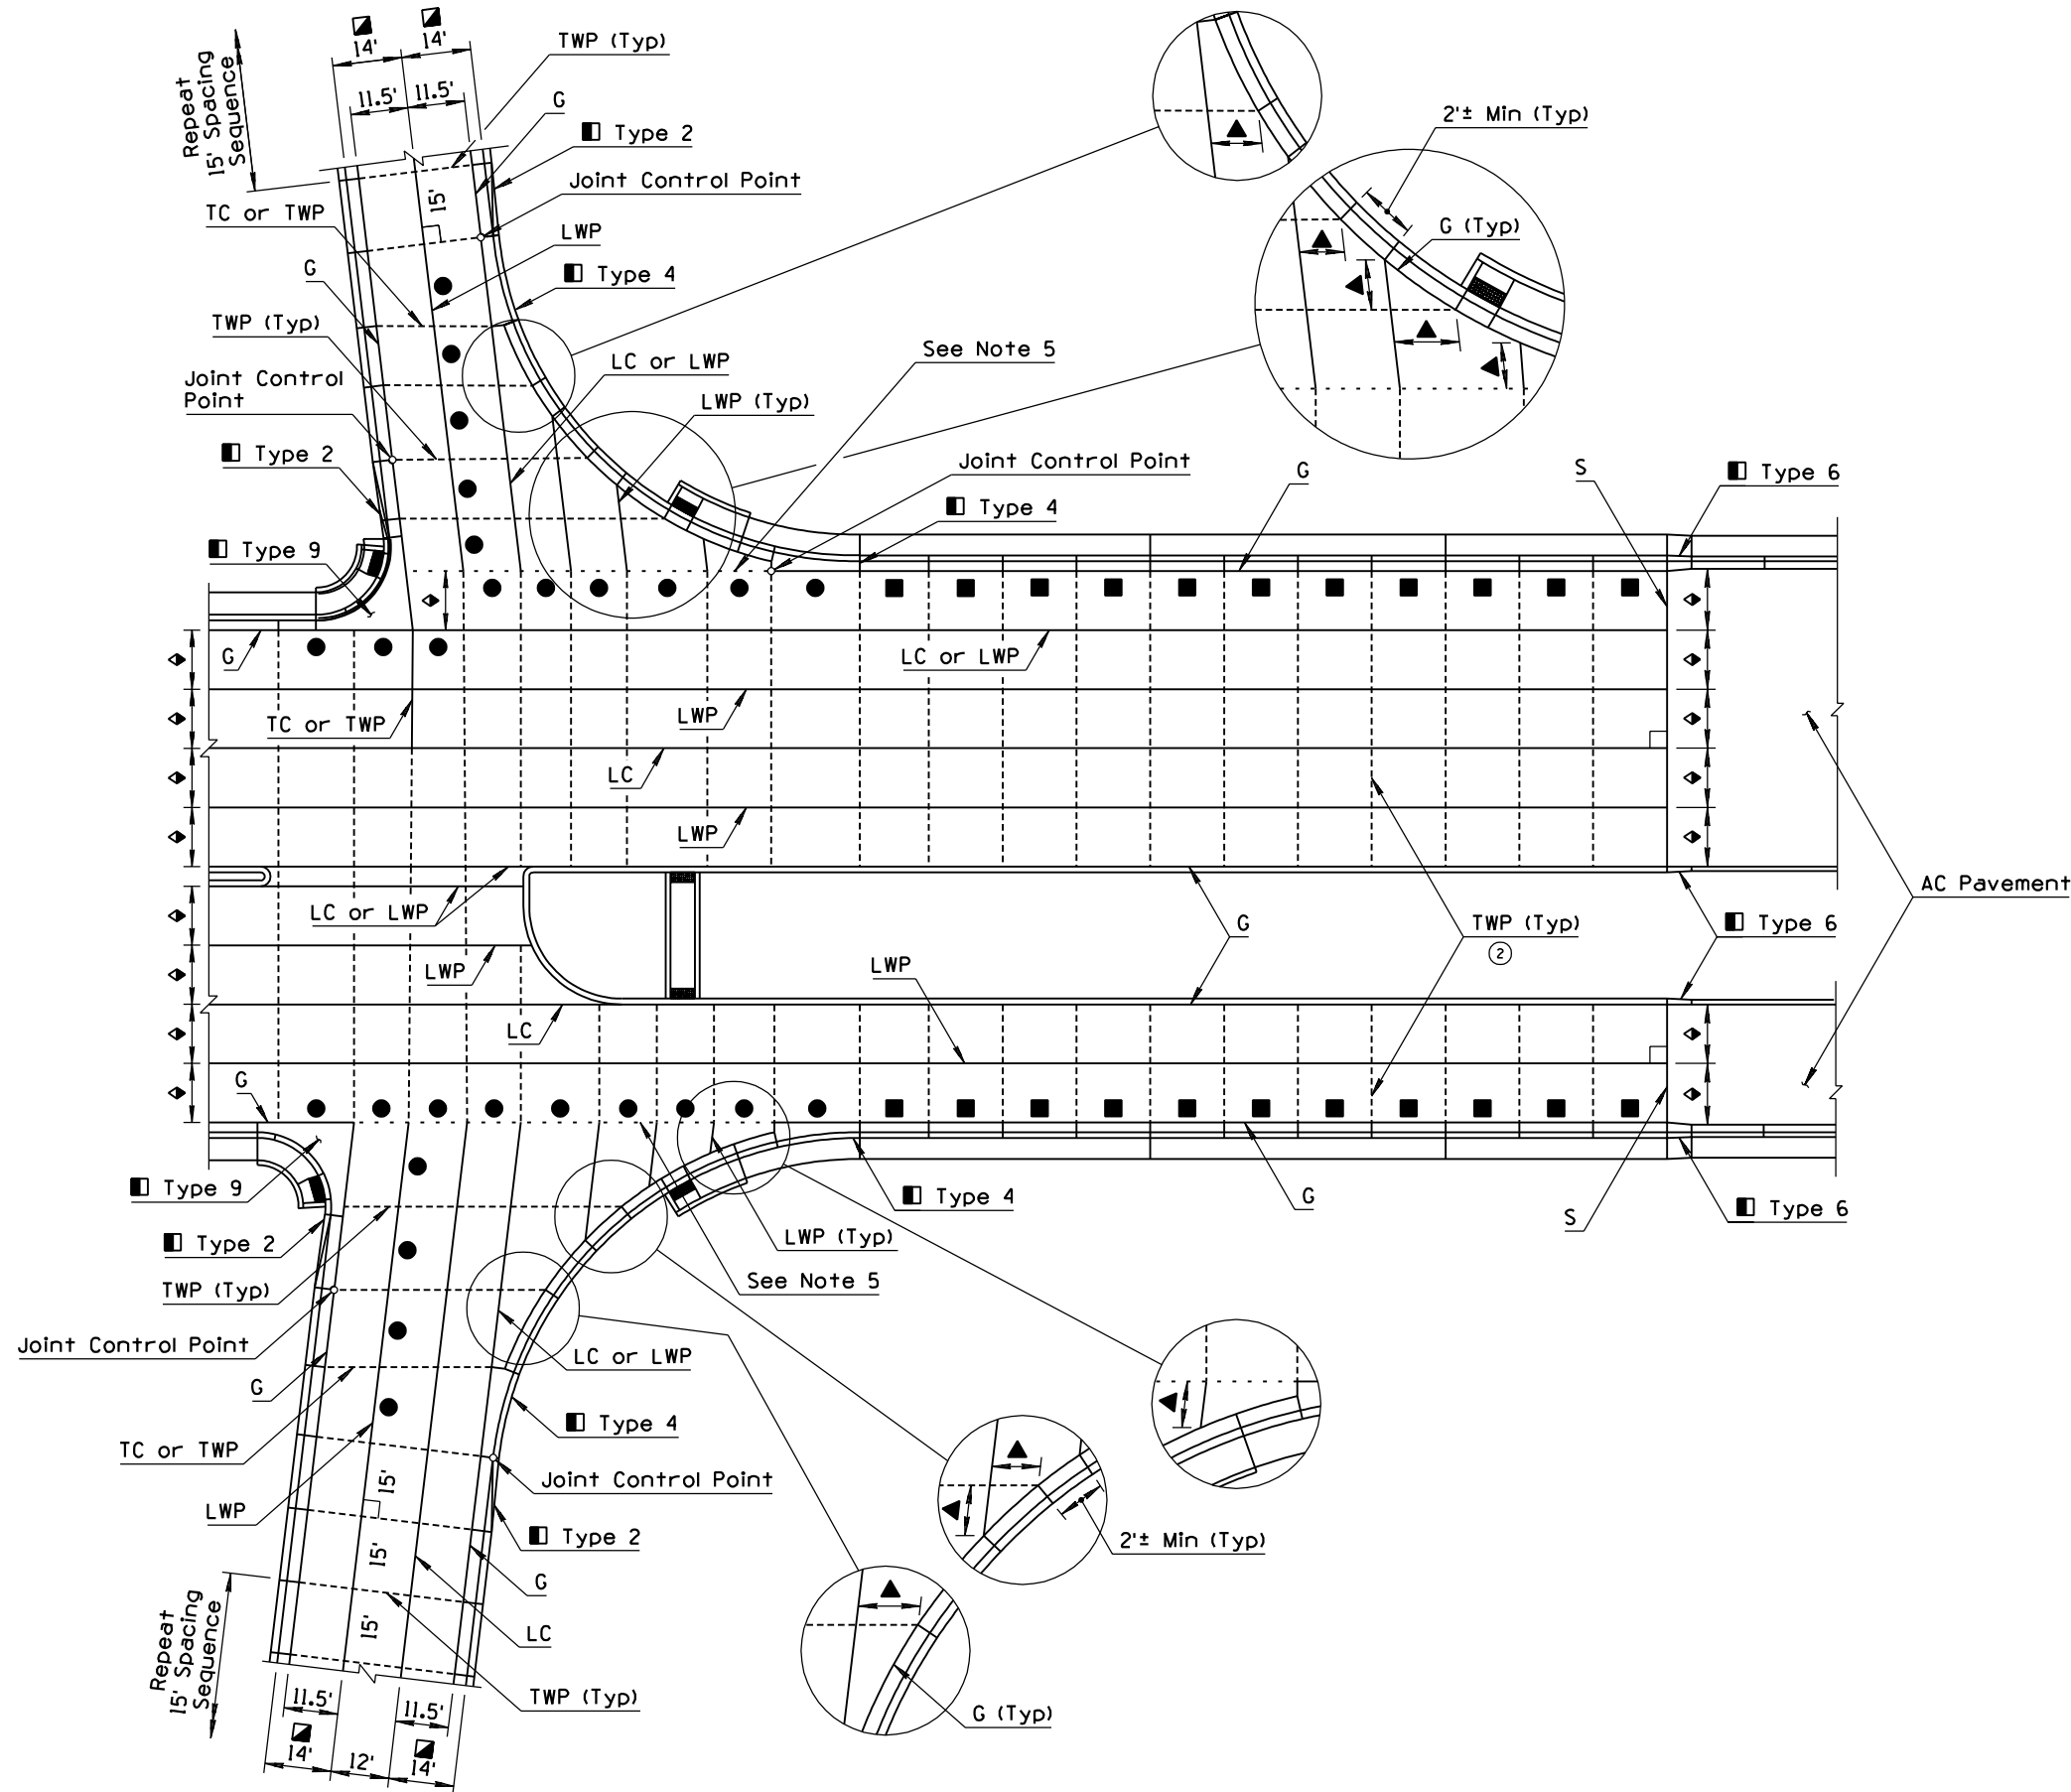 14'
14'
TWP (Typ)
Repeat
15' Spacing
Sequence
11.5'
11.5'
G
Type 2
2'± Min (Typ)
Joint Control Point
15'
TC or TWP
LWP
G (Typ)
G
Type 4
TWP (Typ)
See Note 5
LC or LWP
Joint Control
Point
LWP (Typ)
Type 2
Joint Control Point
G
S
Type 6
Type 4
Type 9
G
LC or LWP
TC or TWP
LWP
LC
LWP
AC Pavement
LC or LWP
G
TWP (Typ)
2
Type 6
LWP
LWP
LC
G
Type 9
Type 4
G
Type 6
S
Type 2
LWP (Typ)
TWP (Typ)
See Note 5
Joint Control Point
LC or LWP
G
Type 4
TC or TWP
Joint Control Point
15'
LWP
Type 2
2'± Min (Typ)
15'
G
Repeat
15' Spacing
Sequence
15'
LC
TWP (Typ)
G (Typ)
11.5'
11.5'
14'
12'
14'